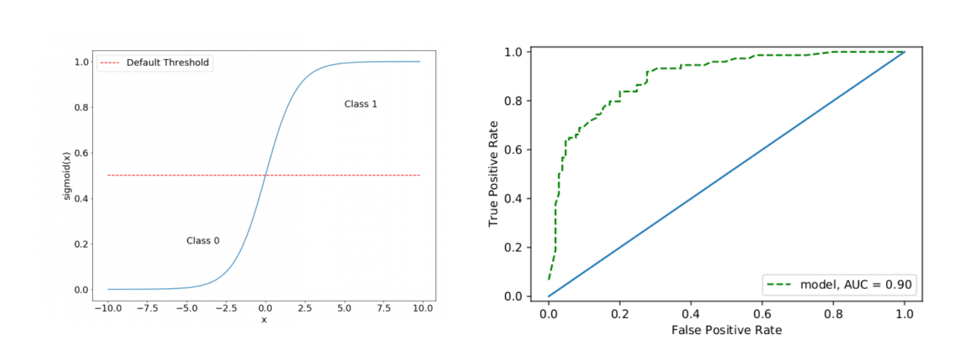 Default Threshold
1.0
0.8
0.6
0.4
0.2
0.0
sigmoid(x)
Class 1
Class 0
-10.0 -7.5 -5.0 -2.5 0.0 2.5 5.0 7.5 10.0
x
1.0
0.8
0.6
0.4
0.2
0.0
True Positive Rate
model, AUC = 0.90
0.0 0.2 0.4 0.6 0.8 1.0
False Positive Rate